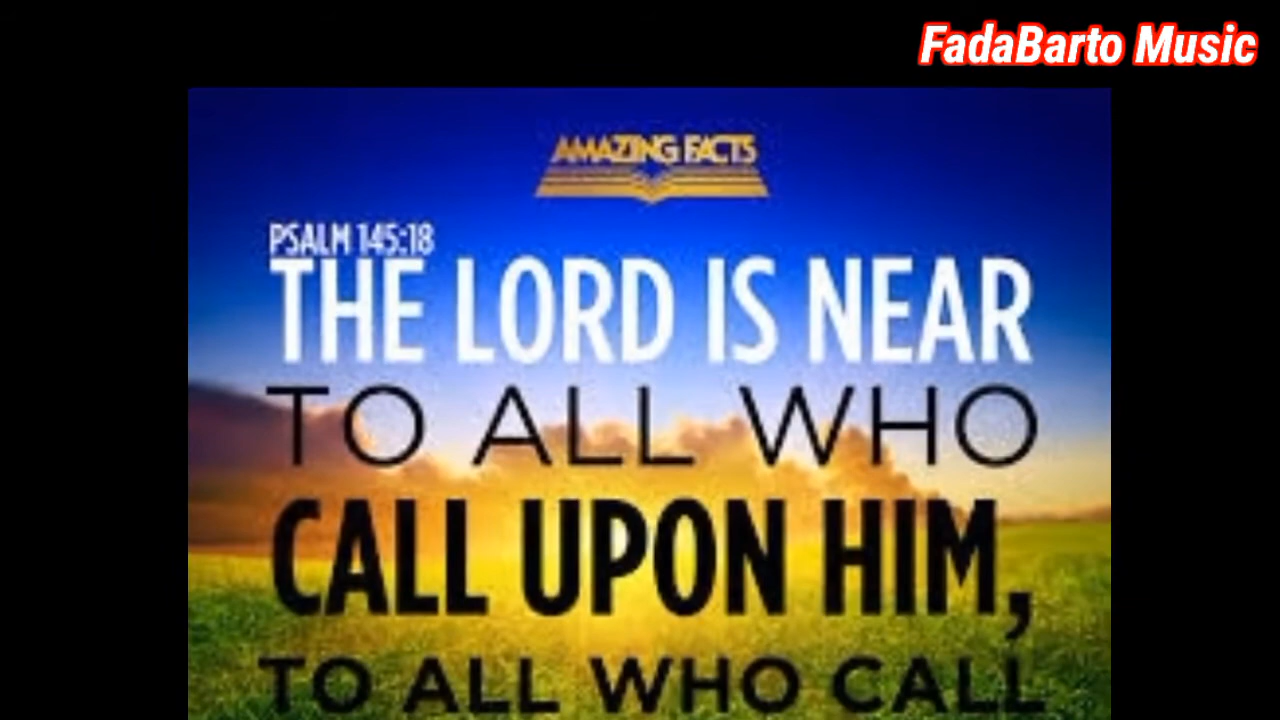 FadaBarto Music
AMAZING FACTS
PSALM 145:18
THE LORD IS NEAR
TO ALL WHO
CALL UPON HIM,
TO ALL WHO CALL